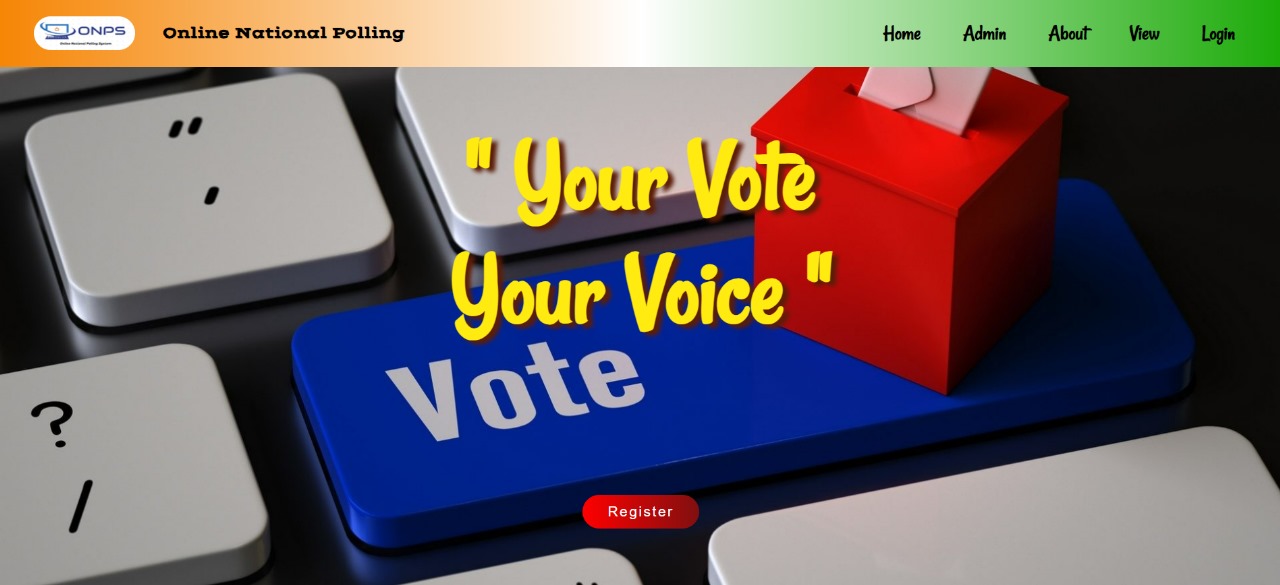 ONPS
Online National Polling System
Online National Polling
Home Admin About View Login
" Your Vote
Your Voice "
Vote
Register
"
'
?
/